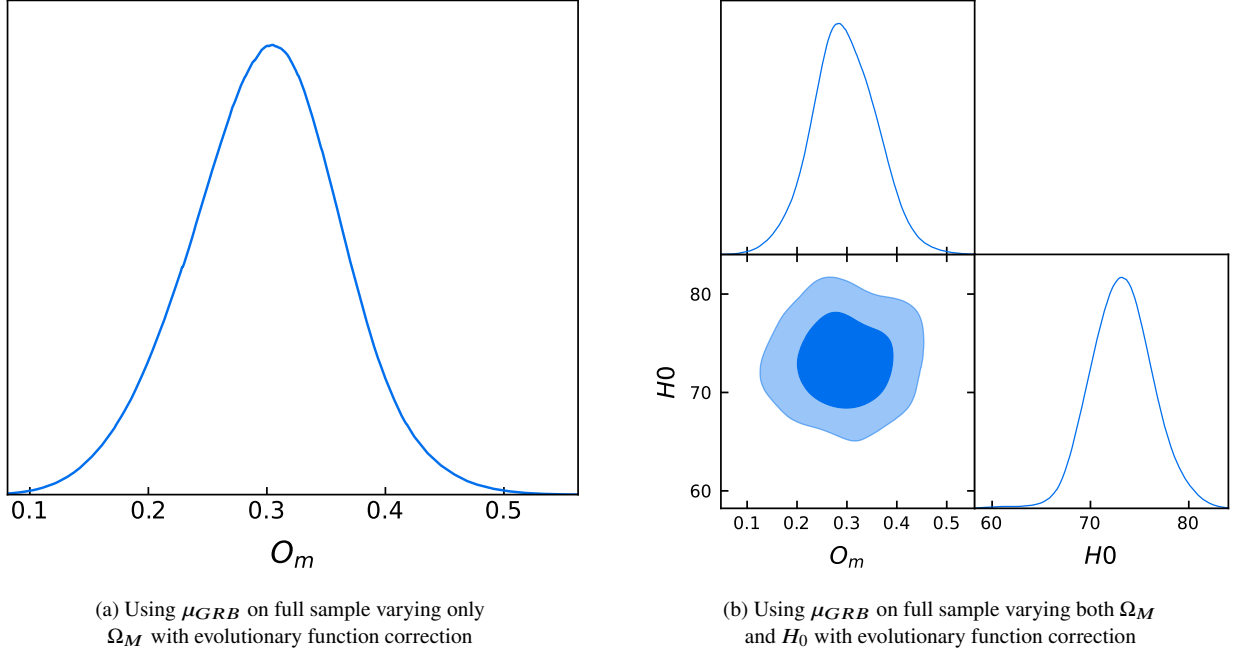 0.1 0.2 0.3 0.4 0.5
O_m
(a) Using μ_GRB on full sample varying only
Ω_M with evolutionary function correction
80
70
60
H0
0.1 0.2 0.3 0.4 0.5
60 70 80
O_m
H0
(b) Using μ_GRB on full sample varying both Ω_M
and H_0 with evolutionary function correction